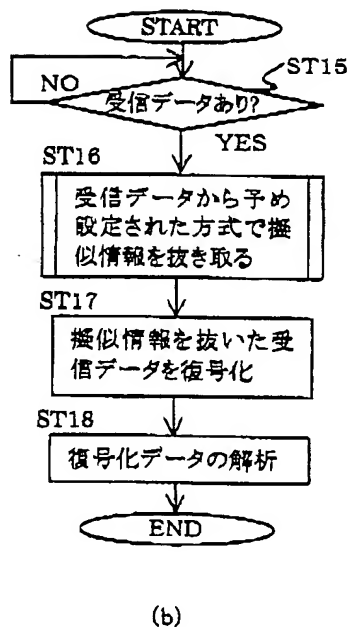 START
ST15
NO
受信データあり?
YES
ST16
受信データから予め
設定された方式で擬
似情報を抜き取る
ST17
擬似情報を抜いた受
信データを復号化
ST18
復号化データの解析
END
(b)